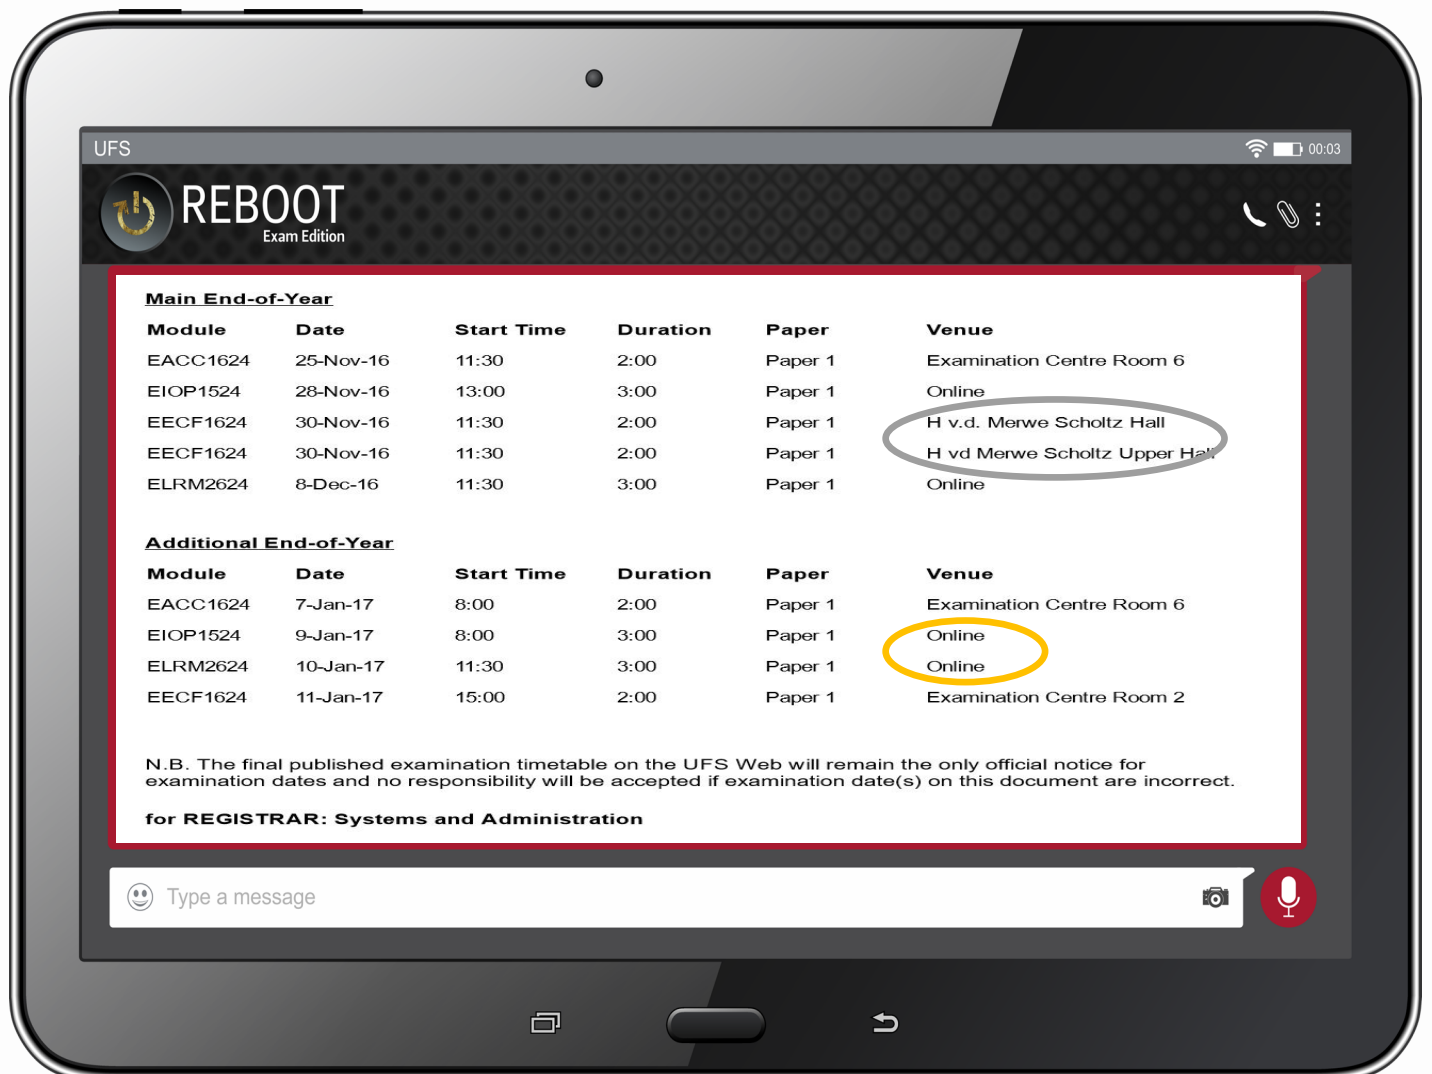 UFS 00:03
REBOOT
Exam Edition
Main End-of-Year
Module Date Start Time Duration Paper Venue
EACC1624 25-Nov-16 11:30 2:00 Paper 1 Examination Centre Room 6
EIOP1524 28-Nov-16 13:00 3:00 Paper 1 Online
EECF1624 30-Nov-16 11:30 2:00 Paper 1 H v.d. Merwe Scholtz Hall
EECF1624 30-Nov-16 11:30 2:00 Paper 1 H vd Merwe Scholtz Upper Hall
ELRM2624 8-Dec-16 11:30 3:00 Paper 1 Online
Additional End-of-Year
Module Date Start Time Duration Paper Venue
EACC1624 7-Jan-17 8:00 2:00 Paper 1 Examination Centre Room 6
EIOP1524 9-Jan-17 8:00 3:00 Paper 1 Online
ELRM2624 10-Jan-17 11:30 3:00 Paper 1 Online
EECF1624 11-Jan-17 15:00 2:00 Paper 1 Examination Centre Room 2
N.B. The final published examination timetable on the UFS Web will remain the only official notice for
examination dates and no responsibility will be accepted if examination date(s) on this document are incorrect.
for REGISTRAR: Systems and Administration
Type a message